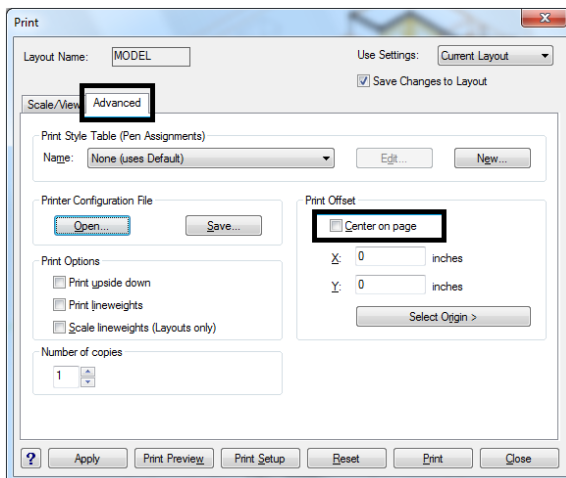 Print
Layout Name: MODEL Use Settings: Current Layout
Save Changes to Layout
Scale/View Advanced
Print Style Table (Pen Assignments)
Name: None (uses Default) Edit... New...
Printer Configuration File
Open... Save...
Print Offset
Center on page
X: 0 inches
Y: 0 inches
Select Origin >
Print Options
Print upside down
Print lineweights
Scale lineweights (Layouts only)
Number of copies
1
? Apply Print Preview Print Setup Reset Print Close